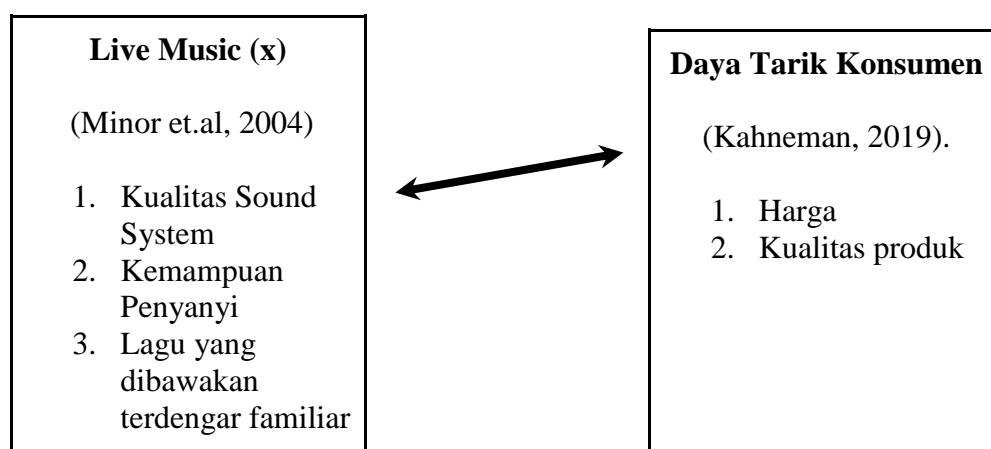 Live Music (x)
(Minor et.al, 2004)
1. Kualitas Sound
System
2. Kemampuan
Penyanyi
3. Lagu yang
dibawakan
terdengar familiar
Daya Tarik Konsumen
(Kahneman, 2019).
1. Harga
2. Kualitas produk